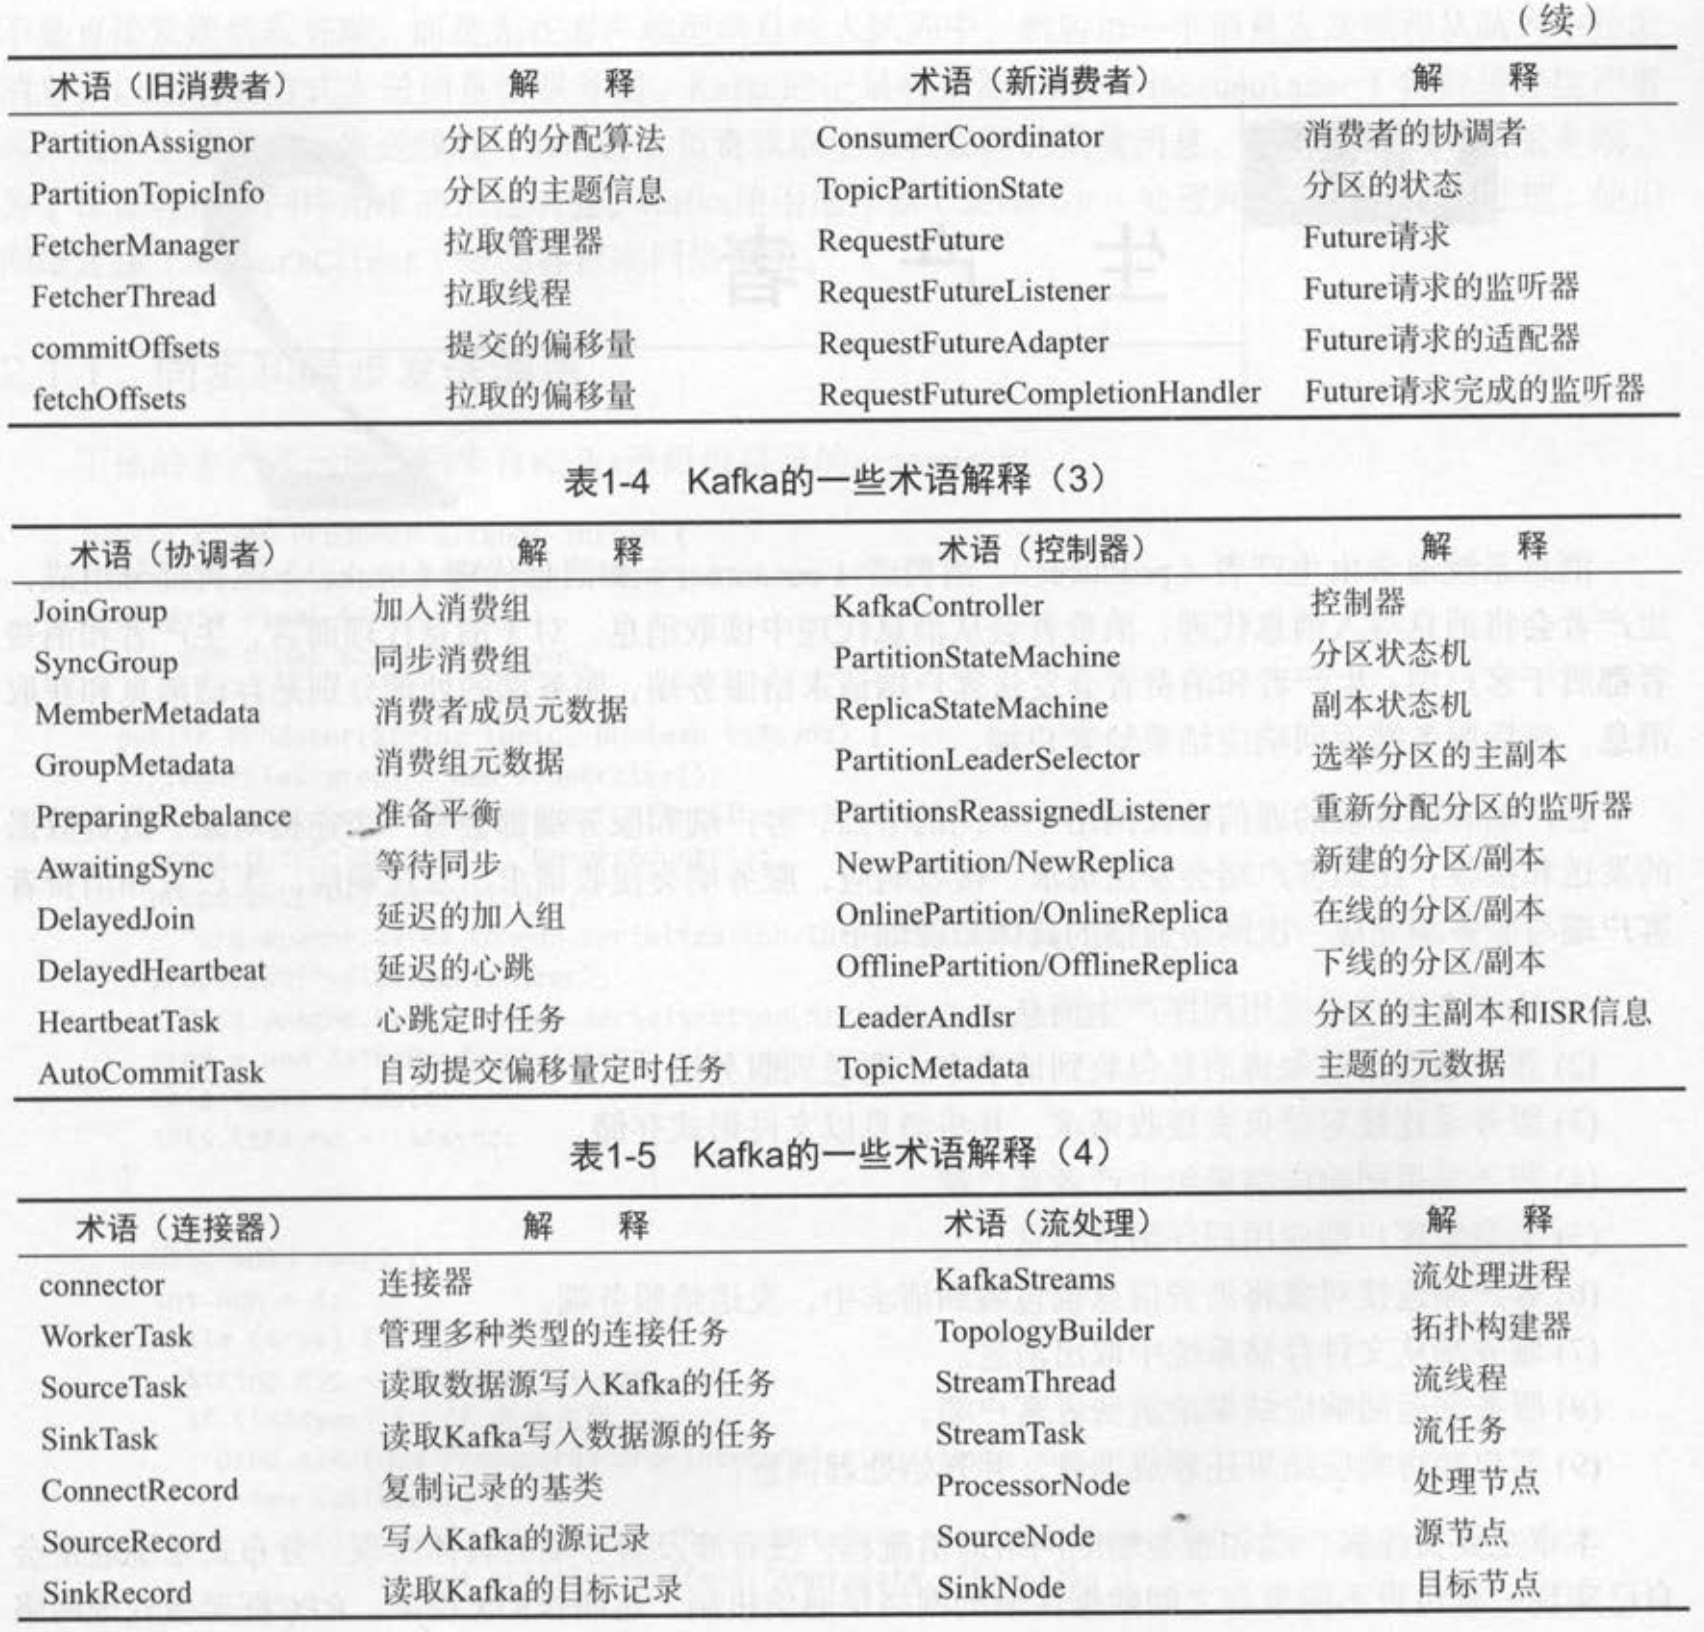 （续）
术语（旧消费者） 解 释 术语（新消费者） 解 释
PartitionAssignor 分区的分配算法 ConsumerCoordinator 消费者的协调者
PartitionTopicInfo 分区的主题信息 TopicPartitionState 分区的状态
FetcherManager 拉取管理器 RequestFuture Future请求
FetcherThread 拉取线程 RequestFutureListener Future请求的监听器
commitOffsets 提交的偏移量 RequestFutureAdapter Future请求的适配器
fetchOffsets 拉取的偏移量 RequestFutureCompletionHandler Future请求完成的监听器
表1-4 Kafka的一些术语解释（3）
术语（协调者） 解 释 术语（控制器） 解 释
JoinGroup 加入消费组 KafkaController 控制器
SyncGroup 同步消费组 PartitionStateMachine 分区状态机
MemberMetadata 消费者成员元数据 ReplicaStateMachine 副本状态机
GroupMetadata 消费组元数据 PartitionLeaderSelector 选举分区的主副本
PreparingRebalance 准备平衡 PartitionsReassignedListener 重新分配分区的监听器
AwaitingSync 等待同步 NewPartition/NewReplica 新建的分区/副本
DelayedJoin 延迟的加入组 OnlinePartition/OnlineReplica 在线的分区/副本
DelayedHeartbeat 延迟的心跳 OfflinePartition/OfflineReplica 下线的分区/副本
HeartbeatTask 心跳定时任务 LeaderAndIsr 分区的主副本和ISR信息
AutoCommitTask 自动提交偏移量定时任务 TopicMetadata 主题的元数据
表1-5 Kafka的一些术语解释（4）
术语（连接器） 解 释 术语（流处理） 解 释
connector 连接器 KafkaStreams 流处理进程
WorkerTask 管理多种类型的连接任务 TopologyBuilder 拓扑构建器
SourceTask 读取数据源写入Kafka的任务 StreamThread 流线程
SinkTask 读取Kafka写入数据源的任务 StreamTask 流任务
ConnectRecord 复制记录的基类 ProcessorNode 处理节点
SourceRecord 写入Kafka的源记录 SourceNode 源节点
SinkRecord 读取Kafka的目标记录 SinkNode 目标节点